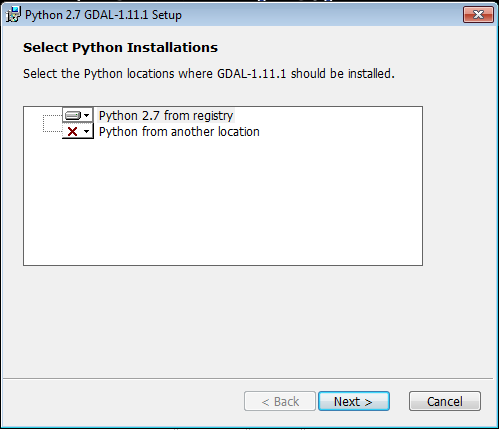 Python 2.7 GDAL-1.11.1 Setup
Select Python Installations
Select the Python locations where GDAL-1.11.1 should be installed.
Python 2.7 from registry
Python from another location
< Back Next > Cancel